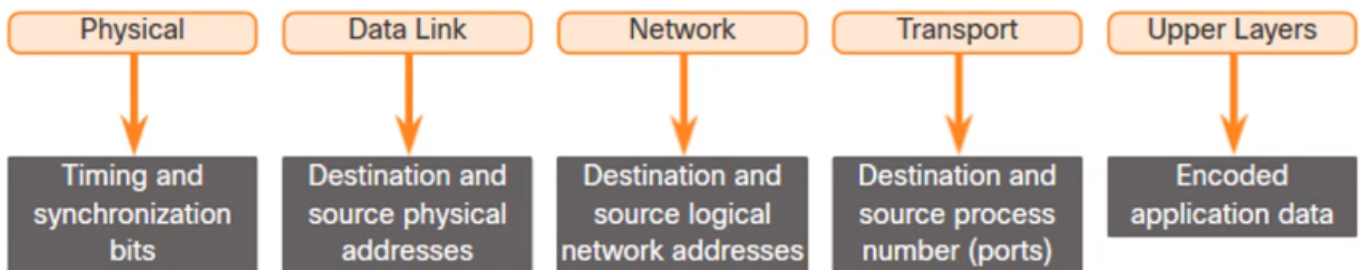 Physical
Data Link
Network
Transport
Upper Layers
Timing and
synchronization
bits
Destination and
source physical
addresses
Destination and
source logical
network addresses
Destination and
source process
number (ports)
Encoded
application data